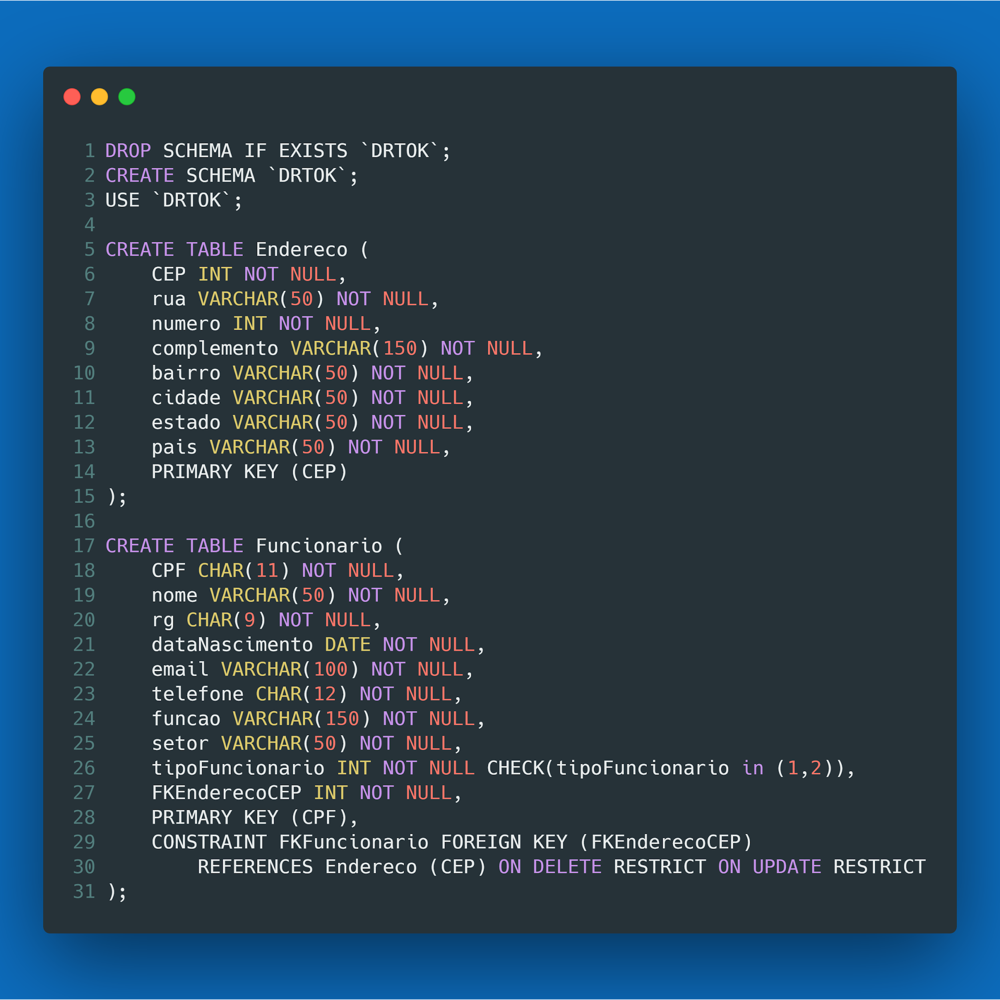 1 DROP SCHEMA IF EXISTS `DRTOK`;
2 CREATE SCHEMA `DRTOK`;
3 USE `DRTOK`;
4
5 CREATE TABLE Endereco (
6     CEP INT NOT NULL,
7     rua VARCHAR(50) NOT NULL,
8     numero INT NOT NULL,
9     complemento VARCHAR(150) NOT NULL,
10     bairro VARCHAR(50) NOT NULL,
11     cidade VARCHAR(50) NOT NULL,
12     estado VARCHAR(50) NOT NULL,
13     pais VARCHAR(50) NOT NULL,
14     PRIMARY KEY (CEP)
15 );
16
17 CREATE TABLE Funcionario (
18     CPF CHAR(11) NOT NULL,
19     nome VARCHAR(50) NOT NULL,
20     rg CHAR(9) NOT NULL,
21     dataNascimento DATE NOT NULL,
22     email VARCHAR(100) NOT NULL,
23     telefone CHAR(12) NOT NULL,
24     funcao VARCHAR(150) NOT NULL,
25     setor VARCHAR(50) NOT NULL,
26     tipoFuncionario INT NOT NULL CHECK(tipoFuncionario in (1,2)),
27     FKEnderecoCEP INT NOT NULL,
28     PRIMARY KEY (CPF),
29     CONSTRAINT FKFuncionario FOREIGN KEY (FKEnderecoCEP)
30         REFERENCES Endereco (CEP) ON DELETE RESTRICT ON UPDATE RESTRICT
31 );